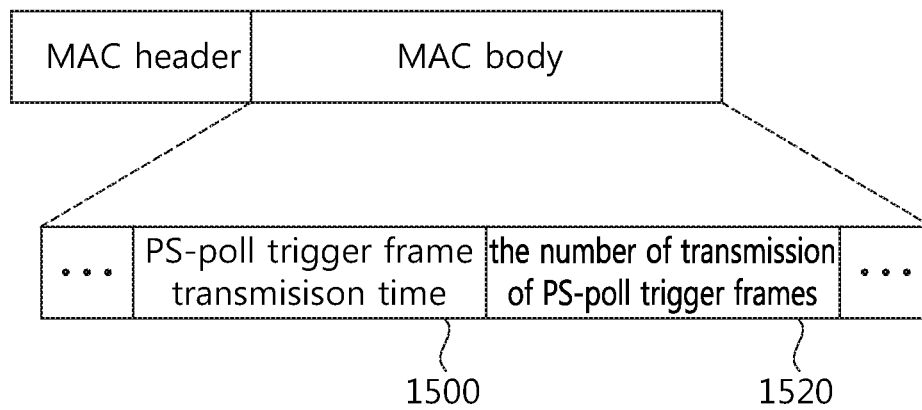 MAC header
MAC body
• • •
PS-poll trigger frame
transmisison time
the number of transmission
of PS-poll trigger frames
• • •
1500
1520